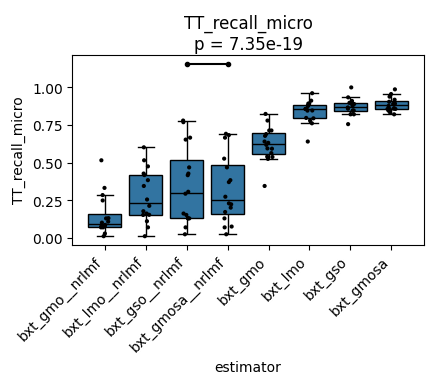 TT_recall_micro
p = 7.35e-19
TT_recall_micro
1.00
0.75
0.50
0.25
0.00
bxt_gmo__nrlmf
bxt_lmo__nrlmf
bxt_gso__nrlmf
bxt_gmosa__nrlmf
bxt_gmo
bxt_lmo
bxt_gso
bxt_gmosa
estimator